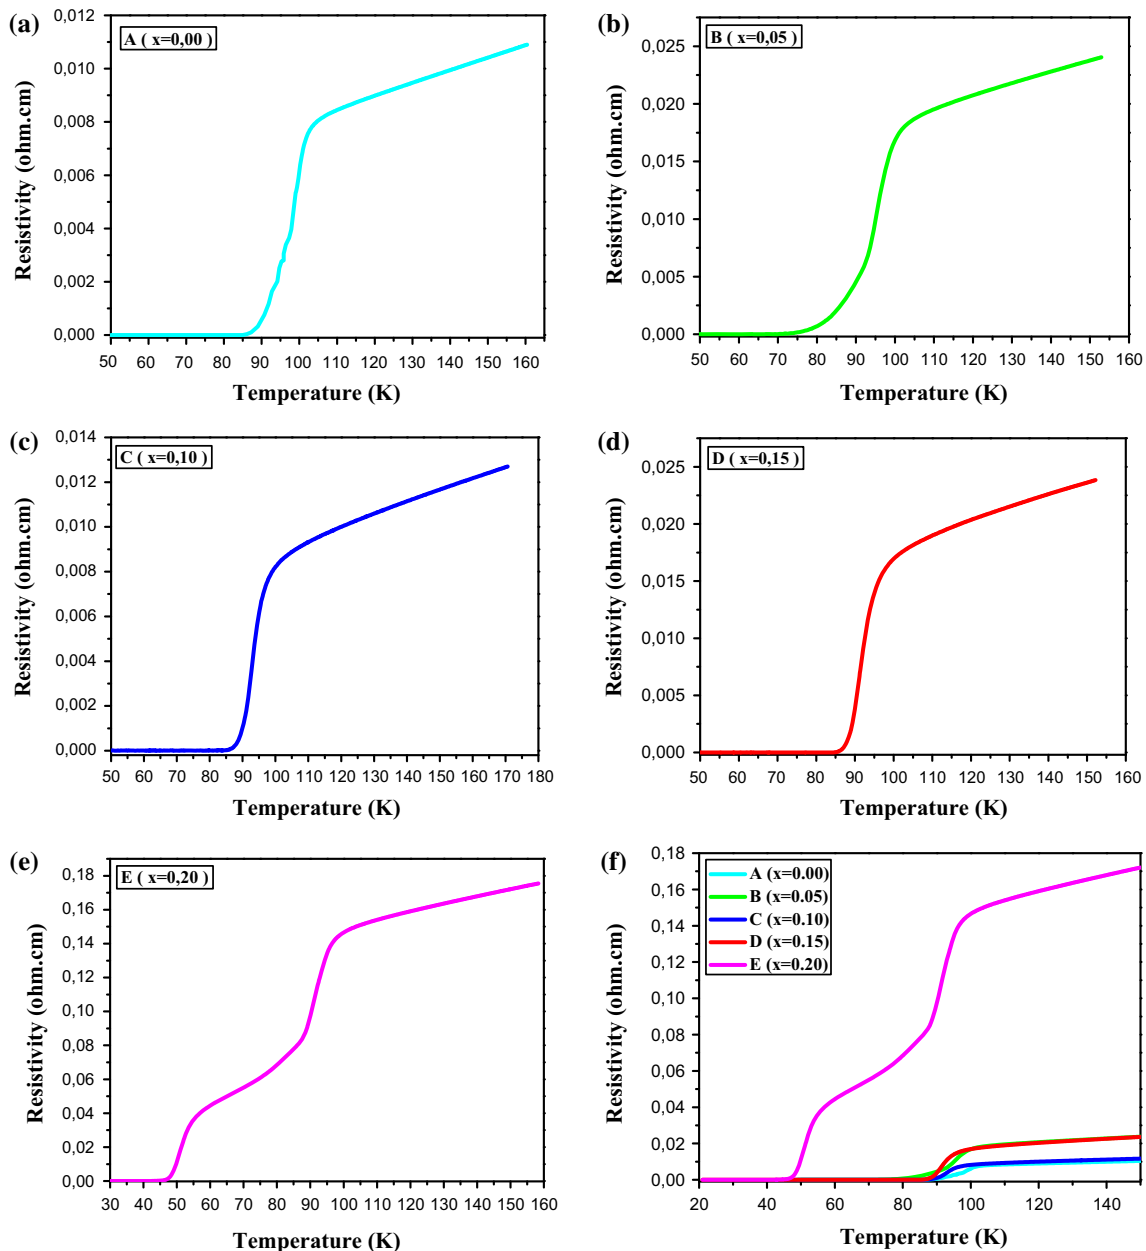 (a)
A ( x=0,00)
0,012
0,010
0,008
0,006
0,004
0,002
0,000
Resistivity (ohm.cm)
50 60 70 80 90 100 110 120 130 140 150 160
Temperature (K)
(b)
B ( x=0,05 )
0,025
0,020
0,015
0,010
0,005
0,000
Resistivity (ohm.cm)
50 60 70 80 90 100 110 120 130 140 150 160
Temperature (K)
(c)
C ( x=0,10 )
0,014
0,012
0,010
0,008
0,006
0,004
0,002
0,000
Resistivity (ohm.cm)
50 60 70 80 90 100 110 120 130 140 150 160 170 180
Temperature (K)
(d)
D ( x=0,15 )
0,025
0,020
0,015
0,010
0,005
0,000
Resistivity (ohm.cm)
50 60 70 80 90 100 110 120 130 140 150 160
Temperature (K)
(e)
E ( x=0,20 )
0,18
0,16
0,14
0,12
0,10
0,08
0,06
0,04
0,02
0,00
Resistivity (ohm.cm)
30 40 50 60 70 80 90 100 110 120 130 140 150 160
Temperature (K)
(f)
A (x=0.00)
B (x=0.05)
C (x=0.10)
D (x=0.15)
E (x=0.20)
0,18
0,16
0,14
0,12
0,10
0,08
0,06
0,04
0,02
0,00
Resistivity (ohm.cm)
20 40 60 80 100 120 140
Temperature (K)